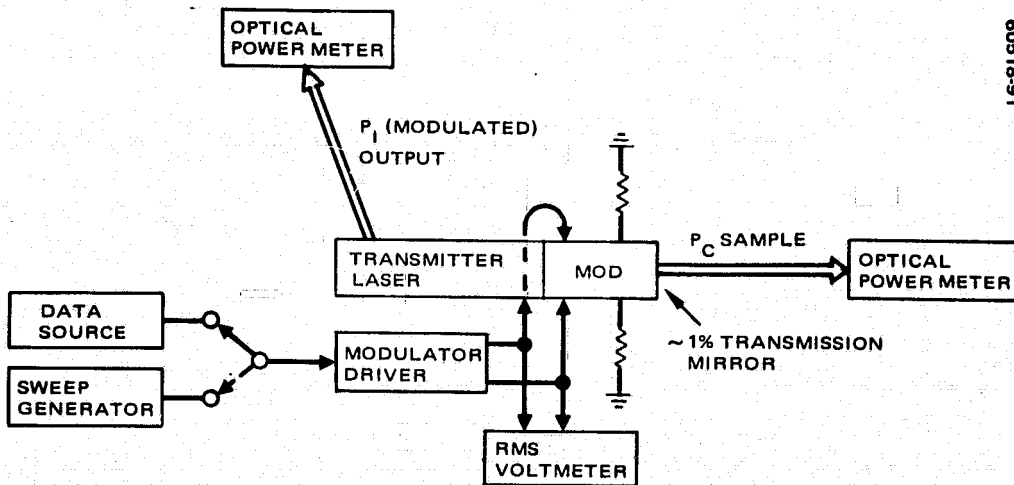 OPTICAL
POWER METER
P_I (MODULATED)
OUTPUT
TRANSMITTER
LASER
MOD
P_C SAMPLE
OPTICAL
POWER METER
~1% TRANSMISSION
MIRROR
DATA
SOURCE
SWEEP
GENERATOR
MODULATOR
DRIVER
RMS
VOLTMETER